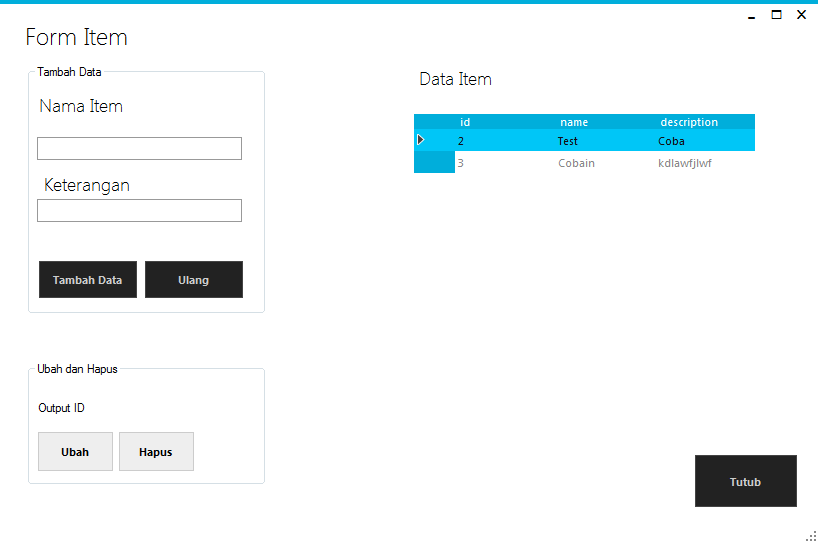 Form Item
Tambah Data
Nama Item
Keterangan
Tambah Data Ulang
Ubah dan Hapus
Output ID
Ubah Hapus
Data Item
id name description
2 Test Coba
3 Cobain kdlawfjlwf
Tutub